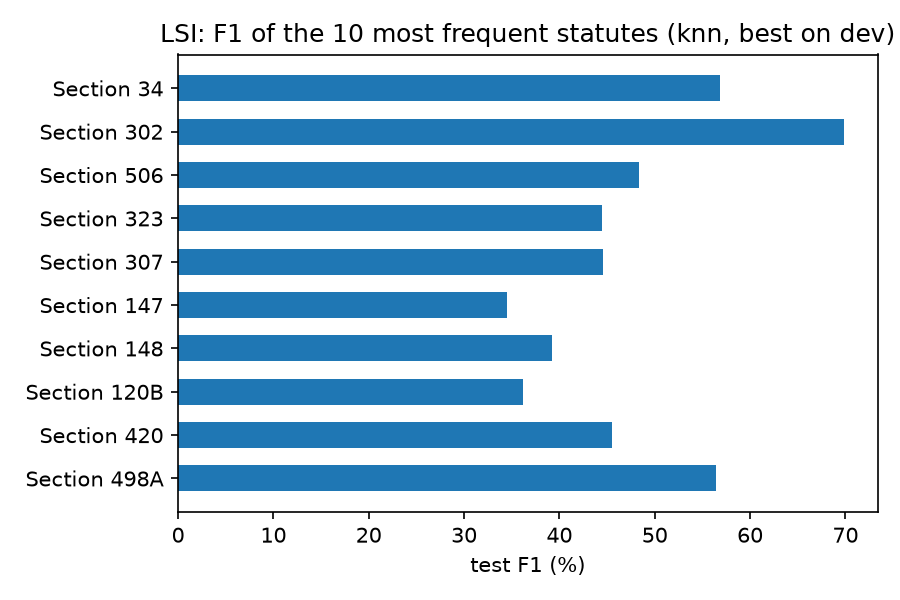 LSI: F1 of the 10 most frequent statutes (knn, best on dev)
Section 34
Section 302
Section 506
Section 323
Section 307
Section 147
Section 148
Section 120B
Section 420
Section 498A
0 10 20 30 40 50 60 70
test F1 (%)